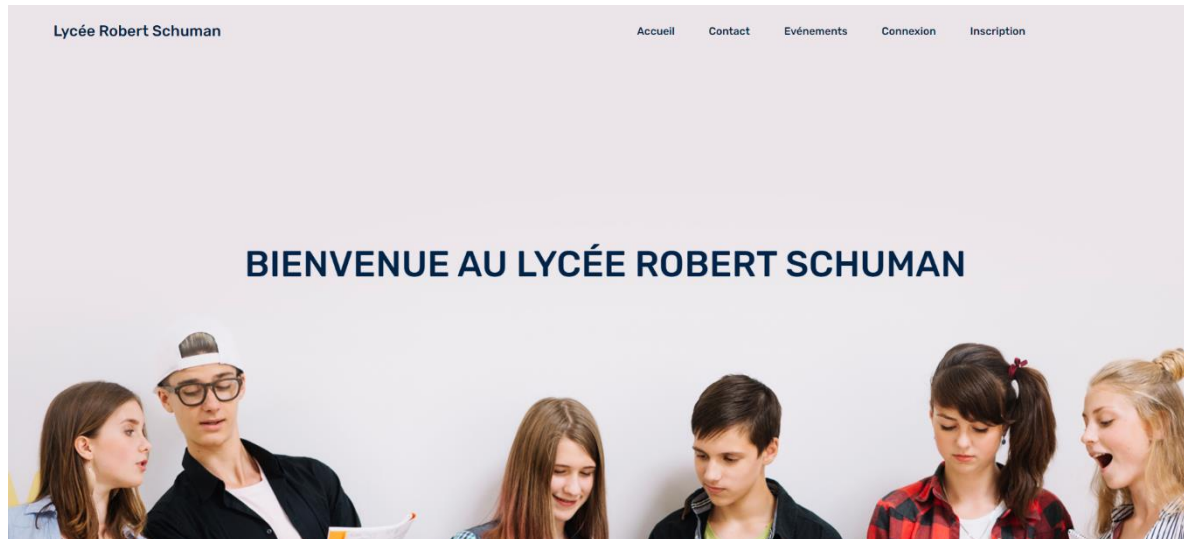 Lycée Robert Schuman
Accueil Contact Evénements Connexion Inscription
BIENVENUE AU LYCÉE ROBERT SCHUMAN